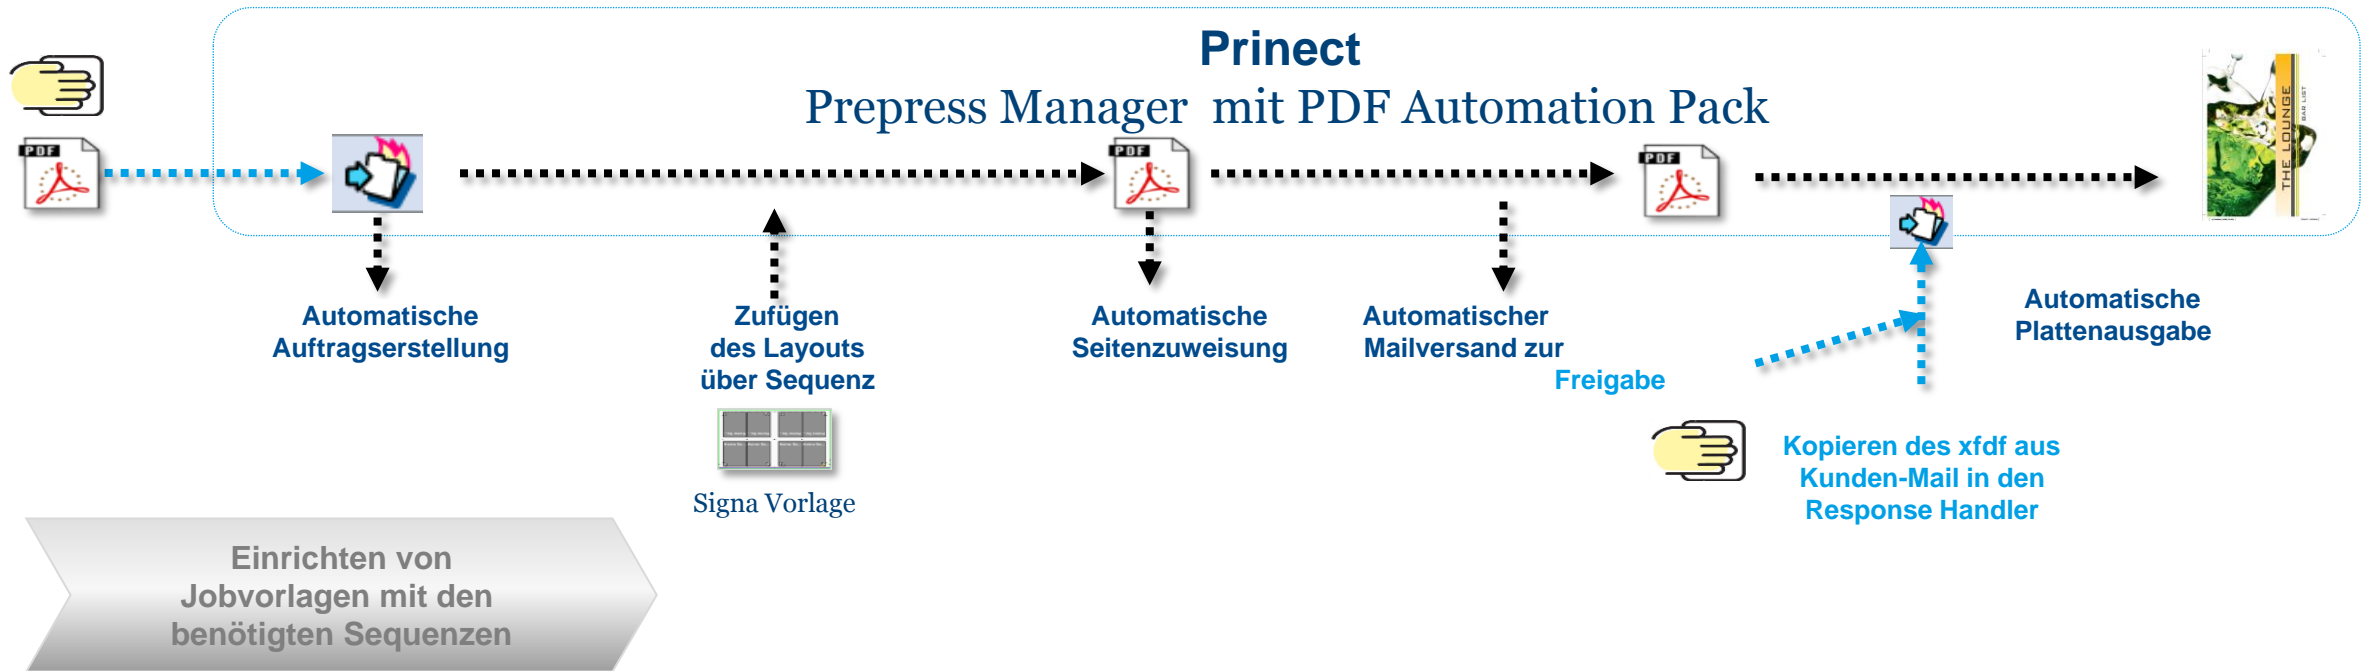 Prinect
Prepress Manager mit PDF Automation Pack
PDF
PDF
PDF
THE LOUNGE
BAR LIST
Automatische
Auftragserstellung
Zufügen
des Layouts
über Sequenz
Signa Vorlage
Automatische
Seitenzuweisung
Automatischer
Mailversand zur
Freigabe
Automatische
Plattenausgabe
Kopieren des xfdf aus
Kunden-Mail in den
Response Handler
Einrichten von
Jobvorlagen mit den
benötigten Sequenzen